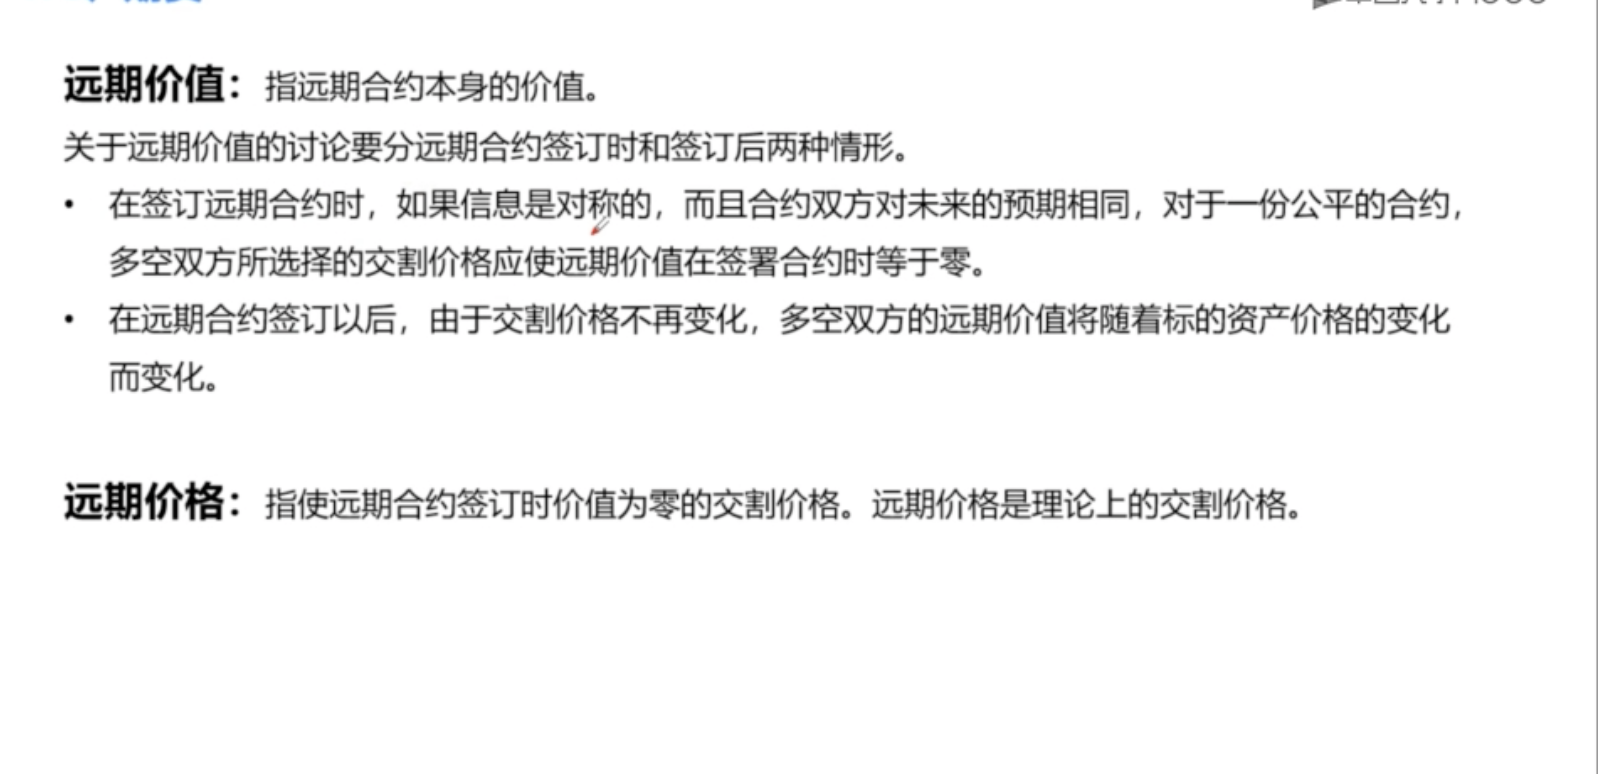 远期价值：指远期合约本身的价值。
关于远期价值的讨论要分远期合约签订时和签订后两种情形。
• 在签订远期合约时，如果信息是对称的，而且合约双方对未来的预期相同，对于一份公平的合约，
多空双方所选择的交割价格应使远期价值在签署合约时等于零。
• 在远期合约签订以后，由于交割价格不再变化，多空双方的远期价值将随着标的资产价格的变化
而变化。
远期价格：指使远期合约签订时价值为零的交割价格。远期价格是理论上的交割价格。